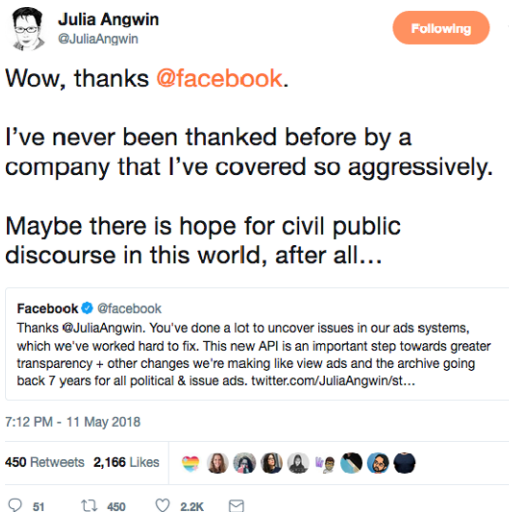 Julia Angwin
@JuliaAngwin
Following
Wow, thanks @facebook.
I've never been thanked before by a
company that I've covered so aggressively.
Maybe there is hope for civil public
discourse in this world, after all...
Facebook @facebook
Thanks @JuliaAngwin. You've done a lot to uncover issues in our ads systems,
which we've worked hard to fix. This new API is an important step towards greater
transparency + other changes we're making like view ads and the archive going
back 7 years for all political & issue ads. twitter.com/JuliaAngwin/st...
7:12 PM - 11 May 2018
450 Retweets 2,166 Likes
51 450 2.2K